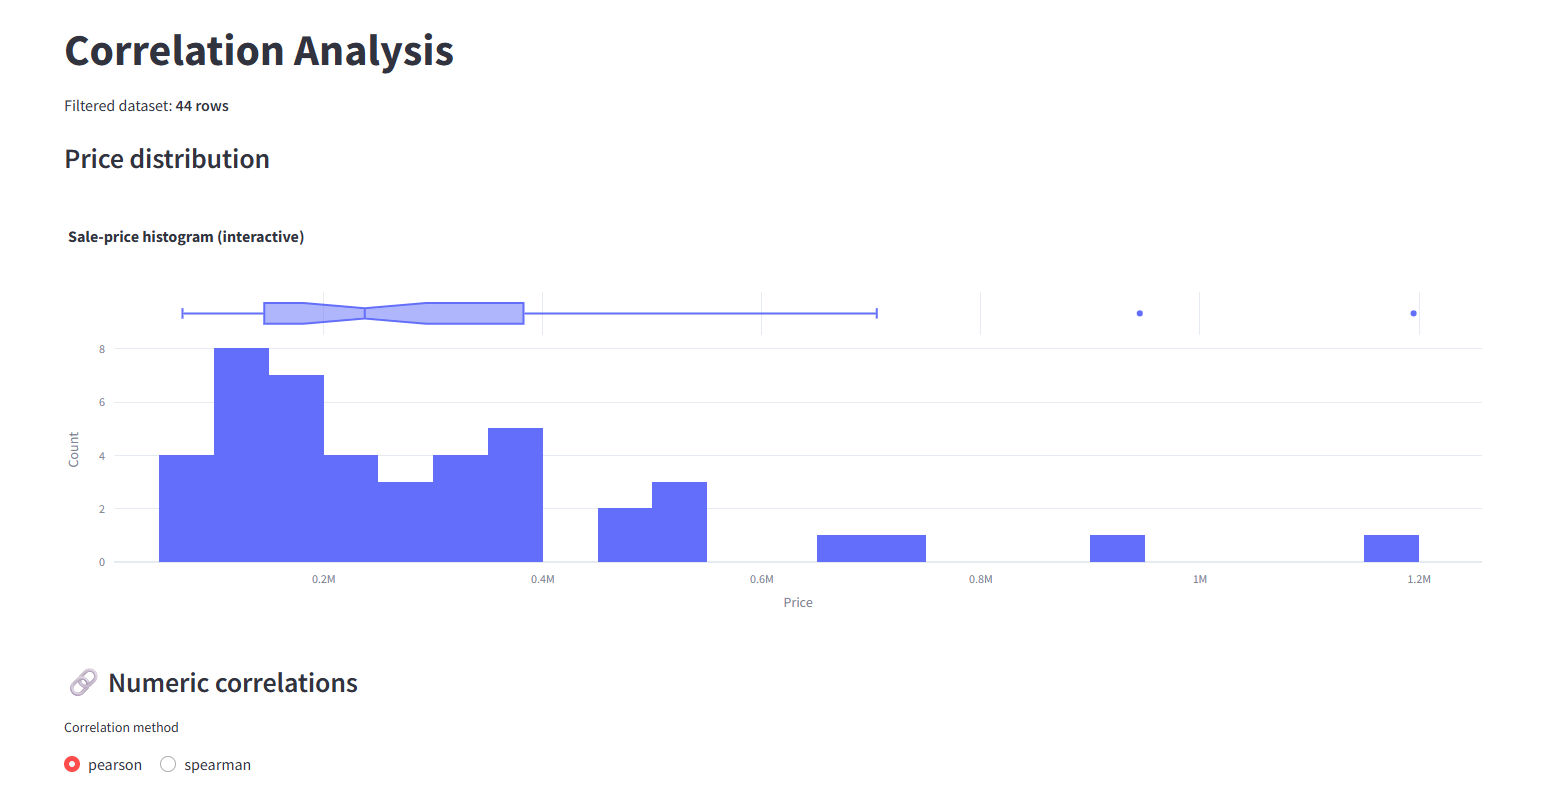 Correlation Analysis
Filtered dataset: 44 rows
Price distribution
Sale-price histogram (interactive)
8
6
4
2
0
Count
0.2M 0.4M 0.6M 0.8M 1M 1.2M
Price
🔗 Numeric correlations
Correlation method
pearson spearman